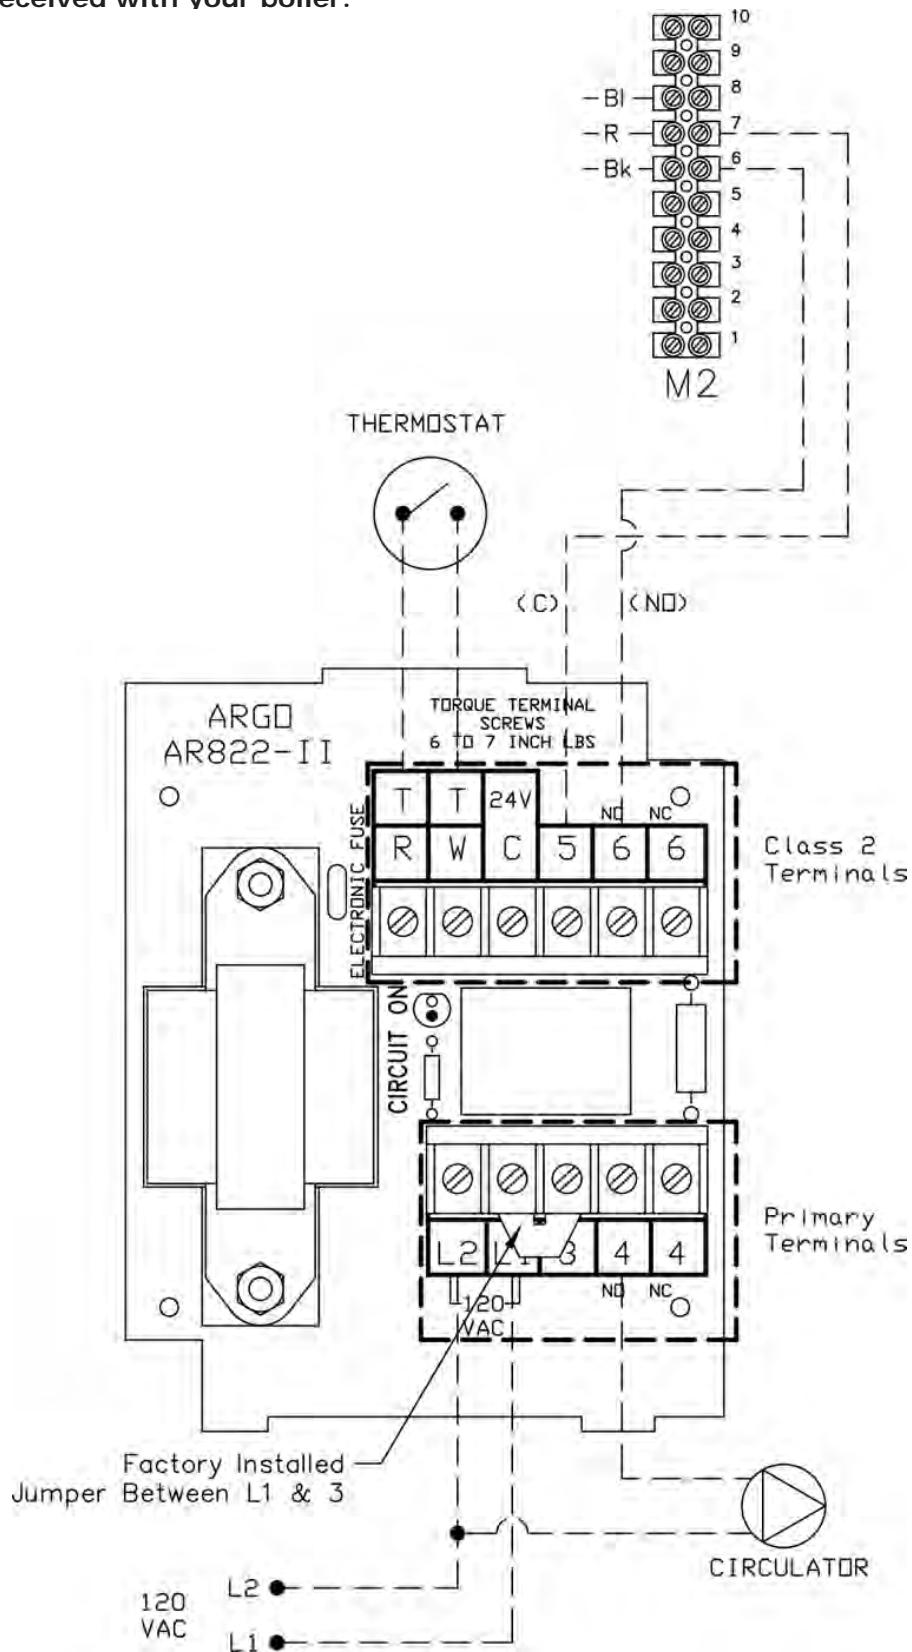 eceived with your boiler.
10
9
-Bl- 8
-R- 7
-Bk- 6
5
4
3
2
1
M2
THERMOSTAT
(C) (NO)
ARGO
AR822-II
TORQUE TERMINAL
SCREWS
6 TO 7 INCH LBS
T T 24V NO NC
R W C 5 6 6
ELECTRONIC FUSE
Class 2
Terminals
CIRCUIT ON
Primary
Terminals
L2 L1 3 4 4
NO NC
120
VAC
Factory Installed
Jumper Between L1 & 3
CIRCULATOR
120
VAC
L2
L1